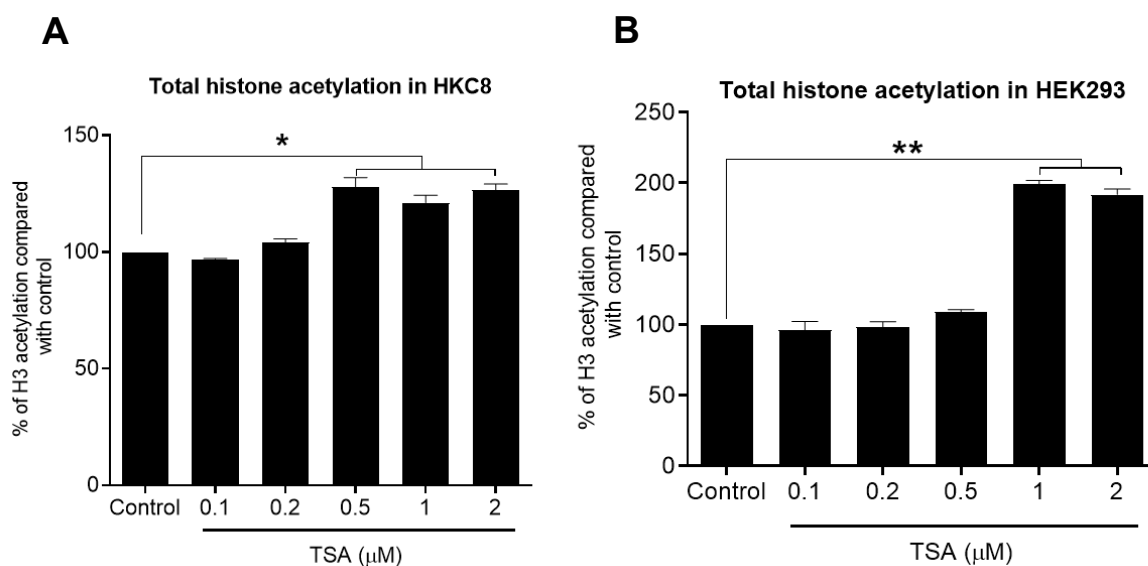 A
Total histone acetylation in HKC8
% of H3 acetylation compared
with control
150
100
50
0
*
Control 0.1 0.2 0.5 1 2
TSA (μM)
B
Total histone acetylation in HEK293
% of H3 acetylation compared
with control
250
200
150
100
50
0
**
Control 0.1 0.2 0.5 1 2
TSA (μM)